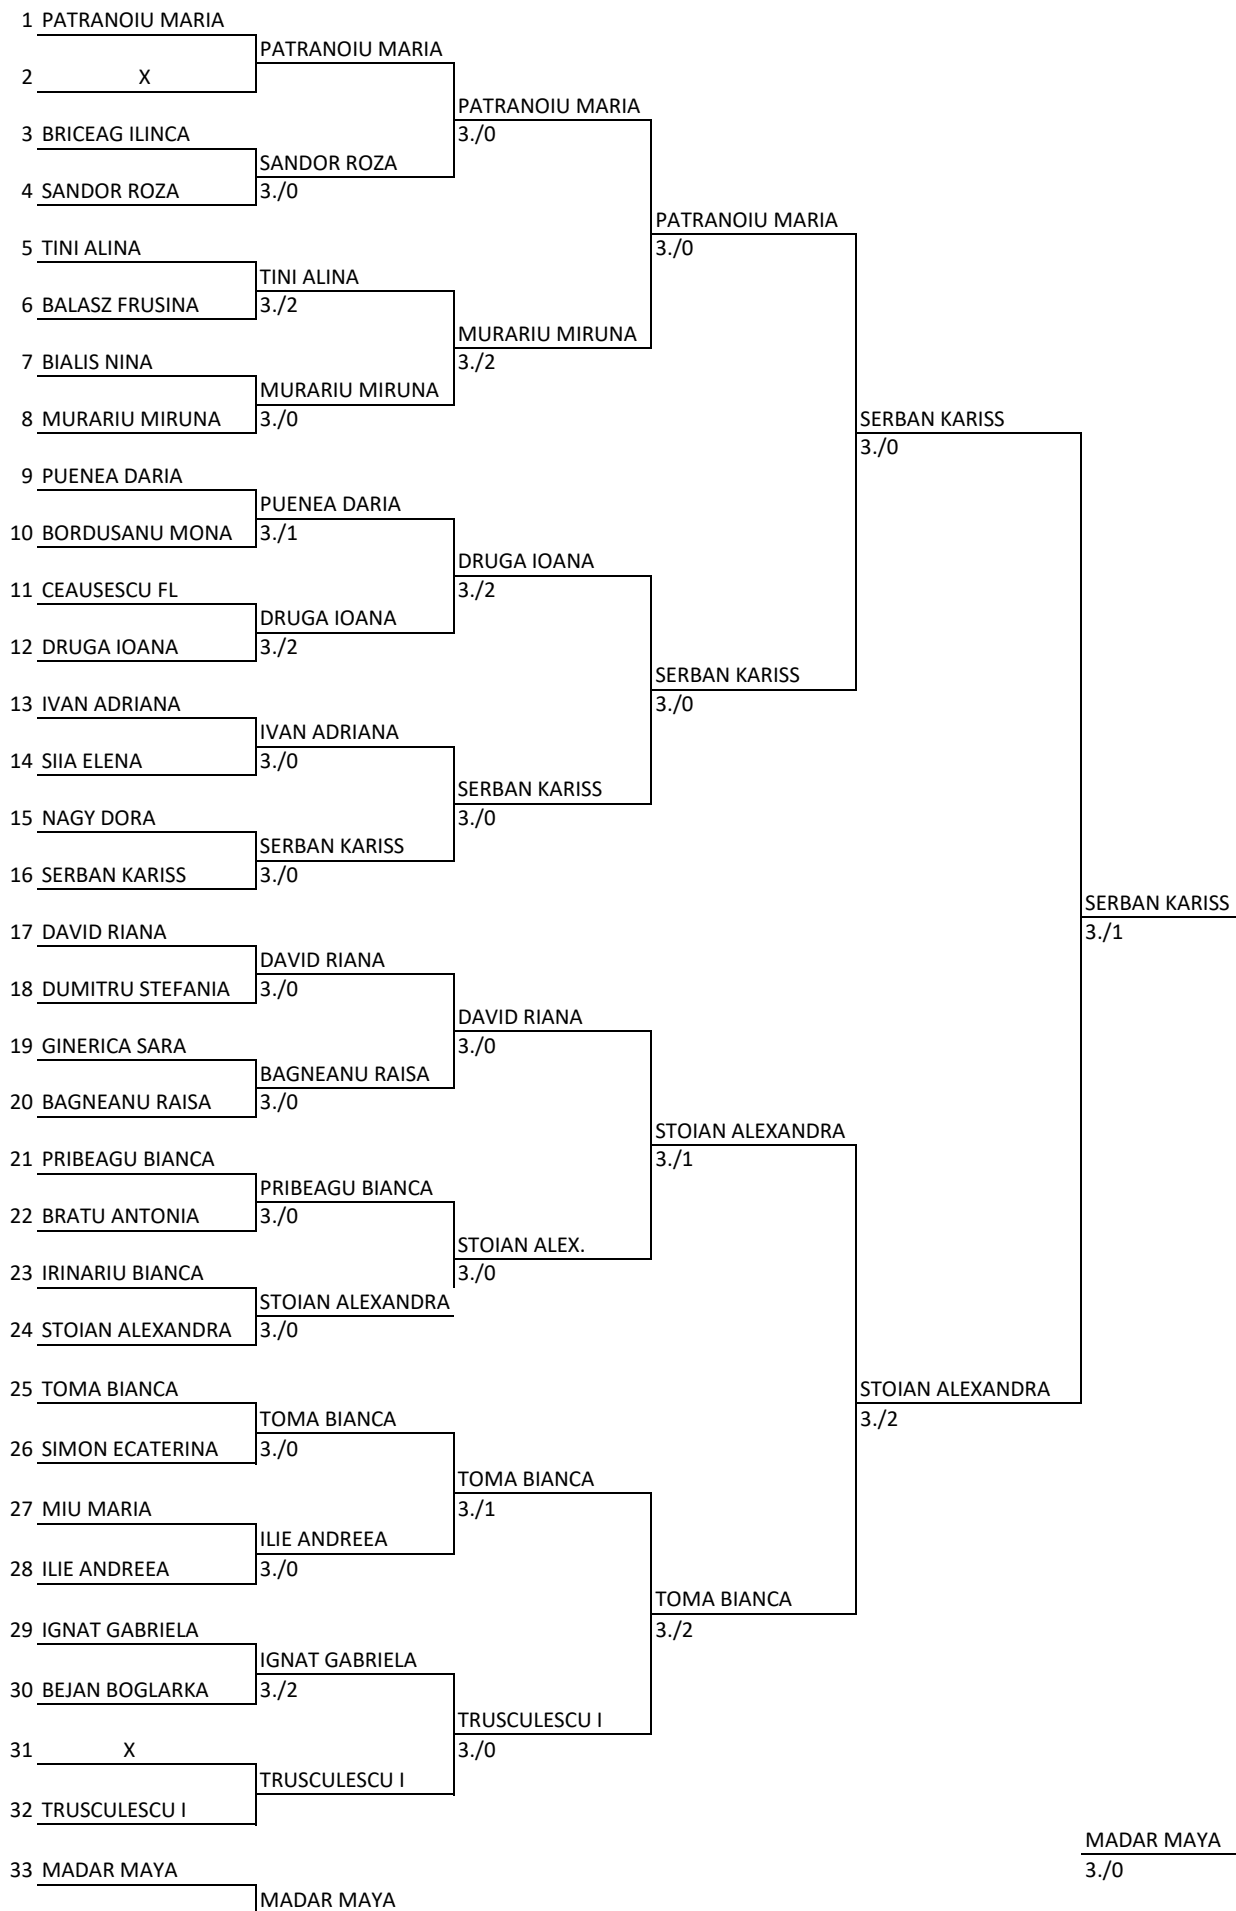 1 PATRANOIU MARIA
PATRANOIU MARIA
2 X
PATRANOIU MARIA
3 BRICEAG ILINCA
3./0
SANDOR ROZA
4 SANDOR ROZA
3./0
PATRANOIU MARIA
5 TINI ALINA
3./0
TINI ALINA
6 BALASZ FRUSINA
3./2
MURARIU MIRUNA
7 BIALIS NINA
3./2
MURARIU MIRUNA
8 MURARIU MIRUNA
3./0
SERBAN KARISS
3./0
9 PUENEA DARIA
PUENEA DARIA
10 BORDUSANU MONA
3./1
DRUGA IOANA
11 CEAUSESCU FL
3./2
DRUGA IOANA
12 DRUGA IOANA
3./2
SERBAN KARISS
13 IVAN ADRIANA
3./0
IVAN ADRIANA
14 SIIA ELENA
3./0
SERBAN KARISS
15 NAGY DORA
3./0
SERBAN KARISS
16 SERBAN KARISS
3./0
SERBAN KARISS
17 DAVID RIANA
3./1
DAVID RIANA
18 DUMITRU STEFANIA
3./0
DAVID RIANA
19 GINERICA SARA
3./0
BAGNEANU RAISA
20 BAGNEANU RAISA
3./0
STOIAN ALEXANDRA
21 PRIBEAGU BIANCA
3./1
PRIBEAGU BIANCA
22 BRATU ANTONIA
3./0
STOIAN ALEX.
23 IRINARIU BIANCA
3./0
STOIAN ALEXANDRA
24 STOIAN ALEXANDRA
3./0
25 TOMA BIANCA
STOIAN ALEXANDRA
TOMA BIANCA
3./2
26 SIMON ECATERINA
3./0
TOMA BIANCA
27 MIU MARIA
3./1
ILIE ANDREEA
28 ILIE ANDREEA
3./0
TOMA BIANCA
29 IGNAT GABRIELA
3./2
IGNAT GABRIELA
30 BEJAN BOGLARKA
3./2
TRUSCULESCU I
31 X
3./0
TRUSCULESCU I
32 TRUSCULESCU I
MADAR MAYA
33 MADAR MAYA
3./0
MADAR MAYA